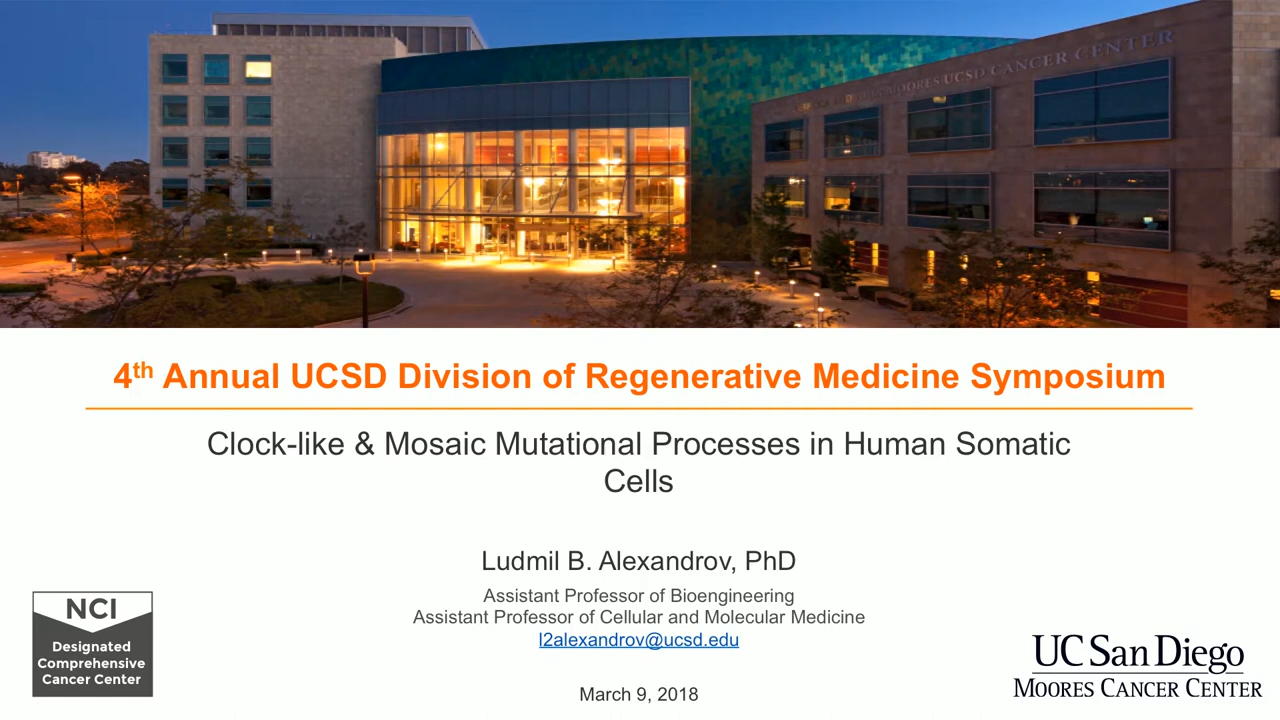 MOORES UCSD CANCER CENTER
4th Annual UCSD Division of Regenerative Medicine Symposium
Clock-like & Mosaic Mutational Processes in Human Somatic
Cells
Ludmil B. Alexandrov, PhD
Assistant Professor of Bioengineering
Assistant Professor of Cellular and Molecular Medicine
l2alexandrov@ucsd.edu
March 9, 2018
NCI
Designated
Comprehensive
Cancer Center
UC San Diego
MOORES CANCER CENTER